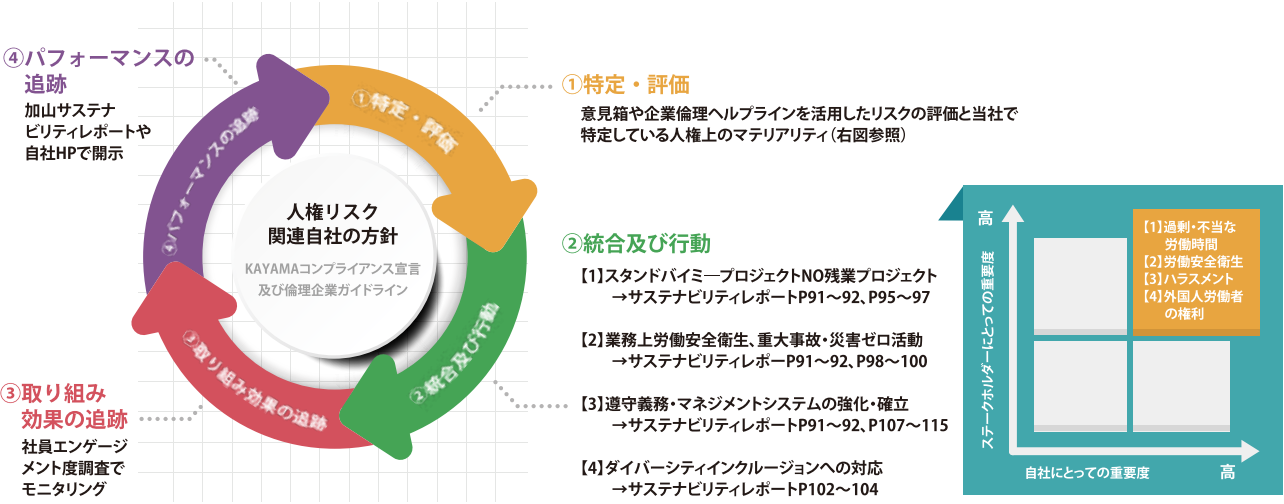 ④パフォーマンスの
追跡
加山サステナ
ビリティレポートや
自社HPで開示
①特定・評価
意見箱や企業倫理ヘルプラインを活用したリスクの評価と当社で
特定している人権上のマテリアリティ（右図参照）
①特定・評価
④パフォーマンスの追跡
人権リスク
関連自社の方針
KAYAMAコンプライアンス宣言
及び倫理企業ガイドライン
②統合及び行動
③取り組み効果の追跡
②統合及び行動
【1】スタンドバイミープロジェクトNO残業プロジェクト
→サステナビリティレポートP91～92、P95～97
【2】業務上労働安全衛生、重大事故・災害ゼロ活動
→サステナビリティレポーP91～92、P98～100
【3】遵守義務・マネジメントシステムの強化・確立
→サステナビリティレポートP91～92、P107～115
【4】ダイバーシティインクルージョンへの対応
→サステナビリティレポートP102～104
③取り組み
効果の追跡
社員エンゲージ
メント度調査で
モニタリング
高
ステークホルダーにとっての重要度
【1】過剰・不当な
労働時間
【2】労働安全衛生
【3】ハラスメント
【4】外国人労働者
の権利
自社にとっての重要度
高